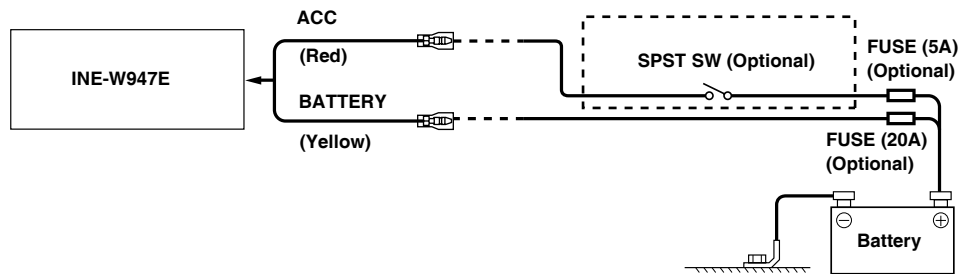 ACC
(Red)
INE-W947E
BATTERY
(Yellow)
SPST SW (Optional)
FUSE (5A)
(Optional)
FUSE (20A)
(Optional)
Battery